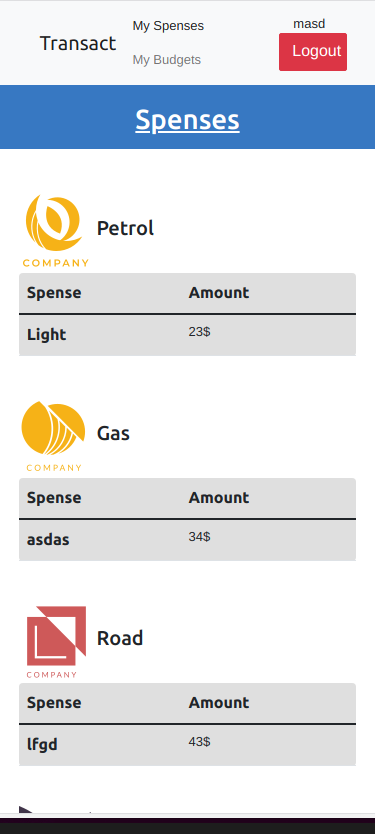 Transact
My Spenses
My Budgets
masd
Logout
Spenses
COMPANY
Petrol
Spense Amount
Light 23$
COMPANY
Gas
Spense Amount
asdas 34$
COMPANY
Road
Spense Amount
lfgd 43$